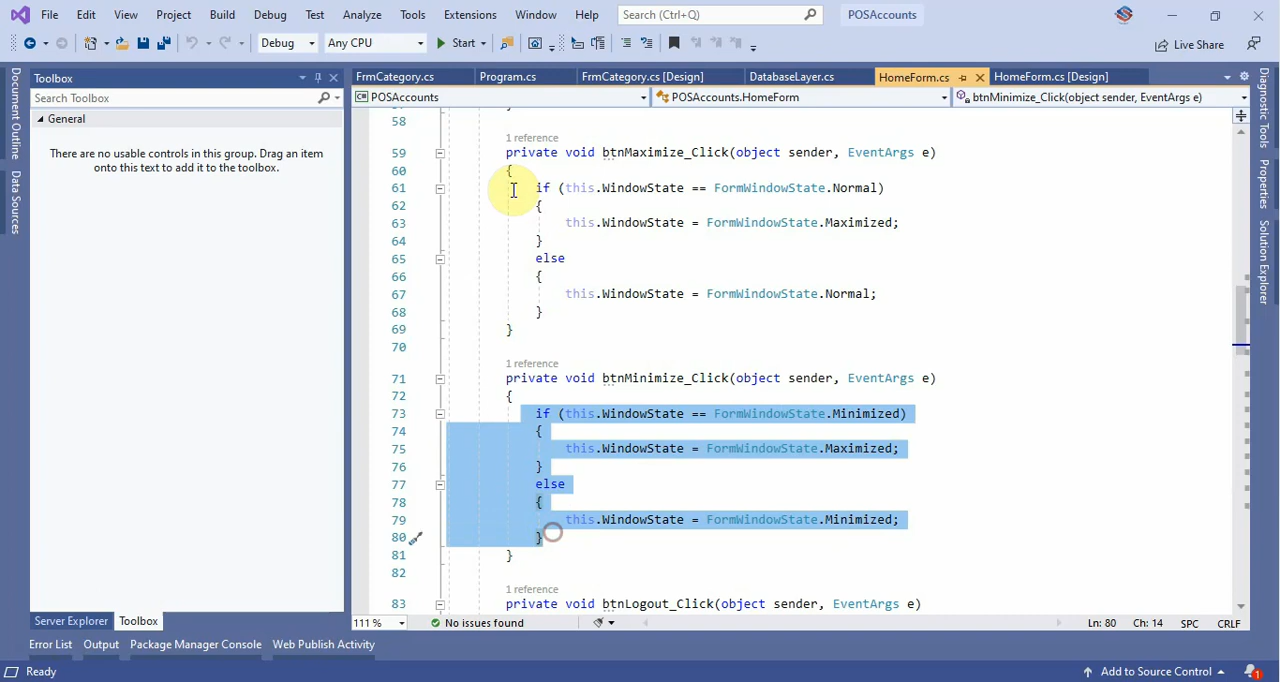 File Edit View Project Build Debug Test Analyze Tools Extensions Window Help Search (Ctrl+Q) POSAccounts
Debug Any CPU Start Live Share
Toolbox
Search Toolbox
General
There are no usable controls in this group. Drag an item
onto this text to add it to the toolbox.
Document Outline
Data Sources
FrmCategory.cs Program.cs FrmCategory.cs [Design] DatabaseLayer.cs HomeForm.cs HomeForm.cs [Design]
POSAccounts POSAccounts.HomeForm btnMinimize_Click(object sender, EventArgs e)
58
1 reference
59 private void btnMaximize_Click(object sender, EventArgs e)
60 {
61 if (this.WindowState == FormWindowState.Normal)
62 {
63 this.WindowState = FormWindowState.Maximized;
64 }
65 else
66 {
67 this.WindowState = FormWindowState.Normal;
68 }
69 }
70
1 reference
71 private void btnMinimize_Click(object sender, EventArgs e)
72 {
73 if (this.WindowState == FormWindowState.Minimized)
74 {
75 this.WindowState = FormWindowState.Maximized;
76 }
77 else
78 {
79 this.WindowState = FormWindowState.Minimized;
80 }
81 }
82
1 reference
83 private void btnLogout_Click(object sender, EventArgs e)
111 % No issues found Ln: 80 Ch: 14 SPC CRLF
Diagnostic Tools
Properties
Solution Explorer
Server Explorer Toolbox
Error List Output Package Manager Console Web Publish Activity
Ready Add to Source Control 1